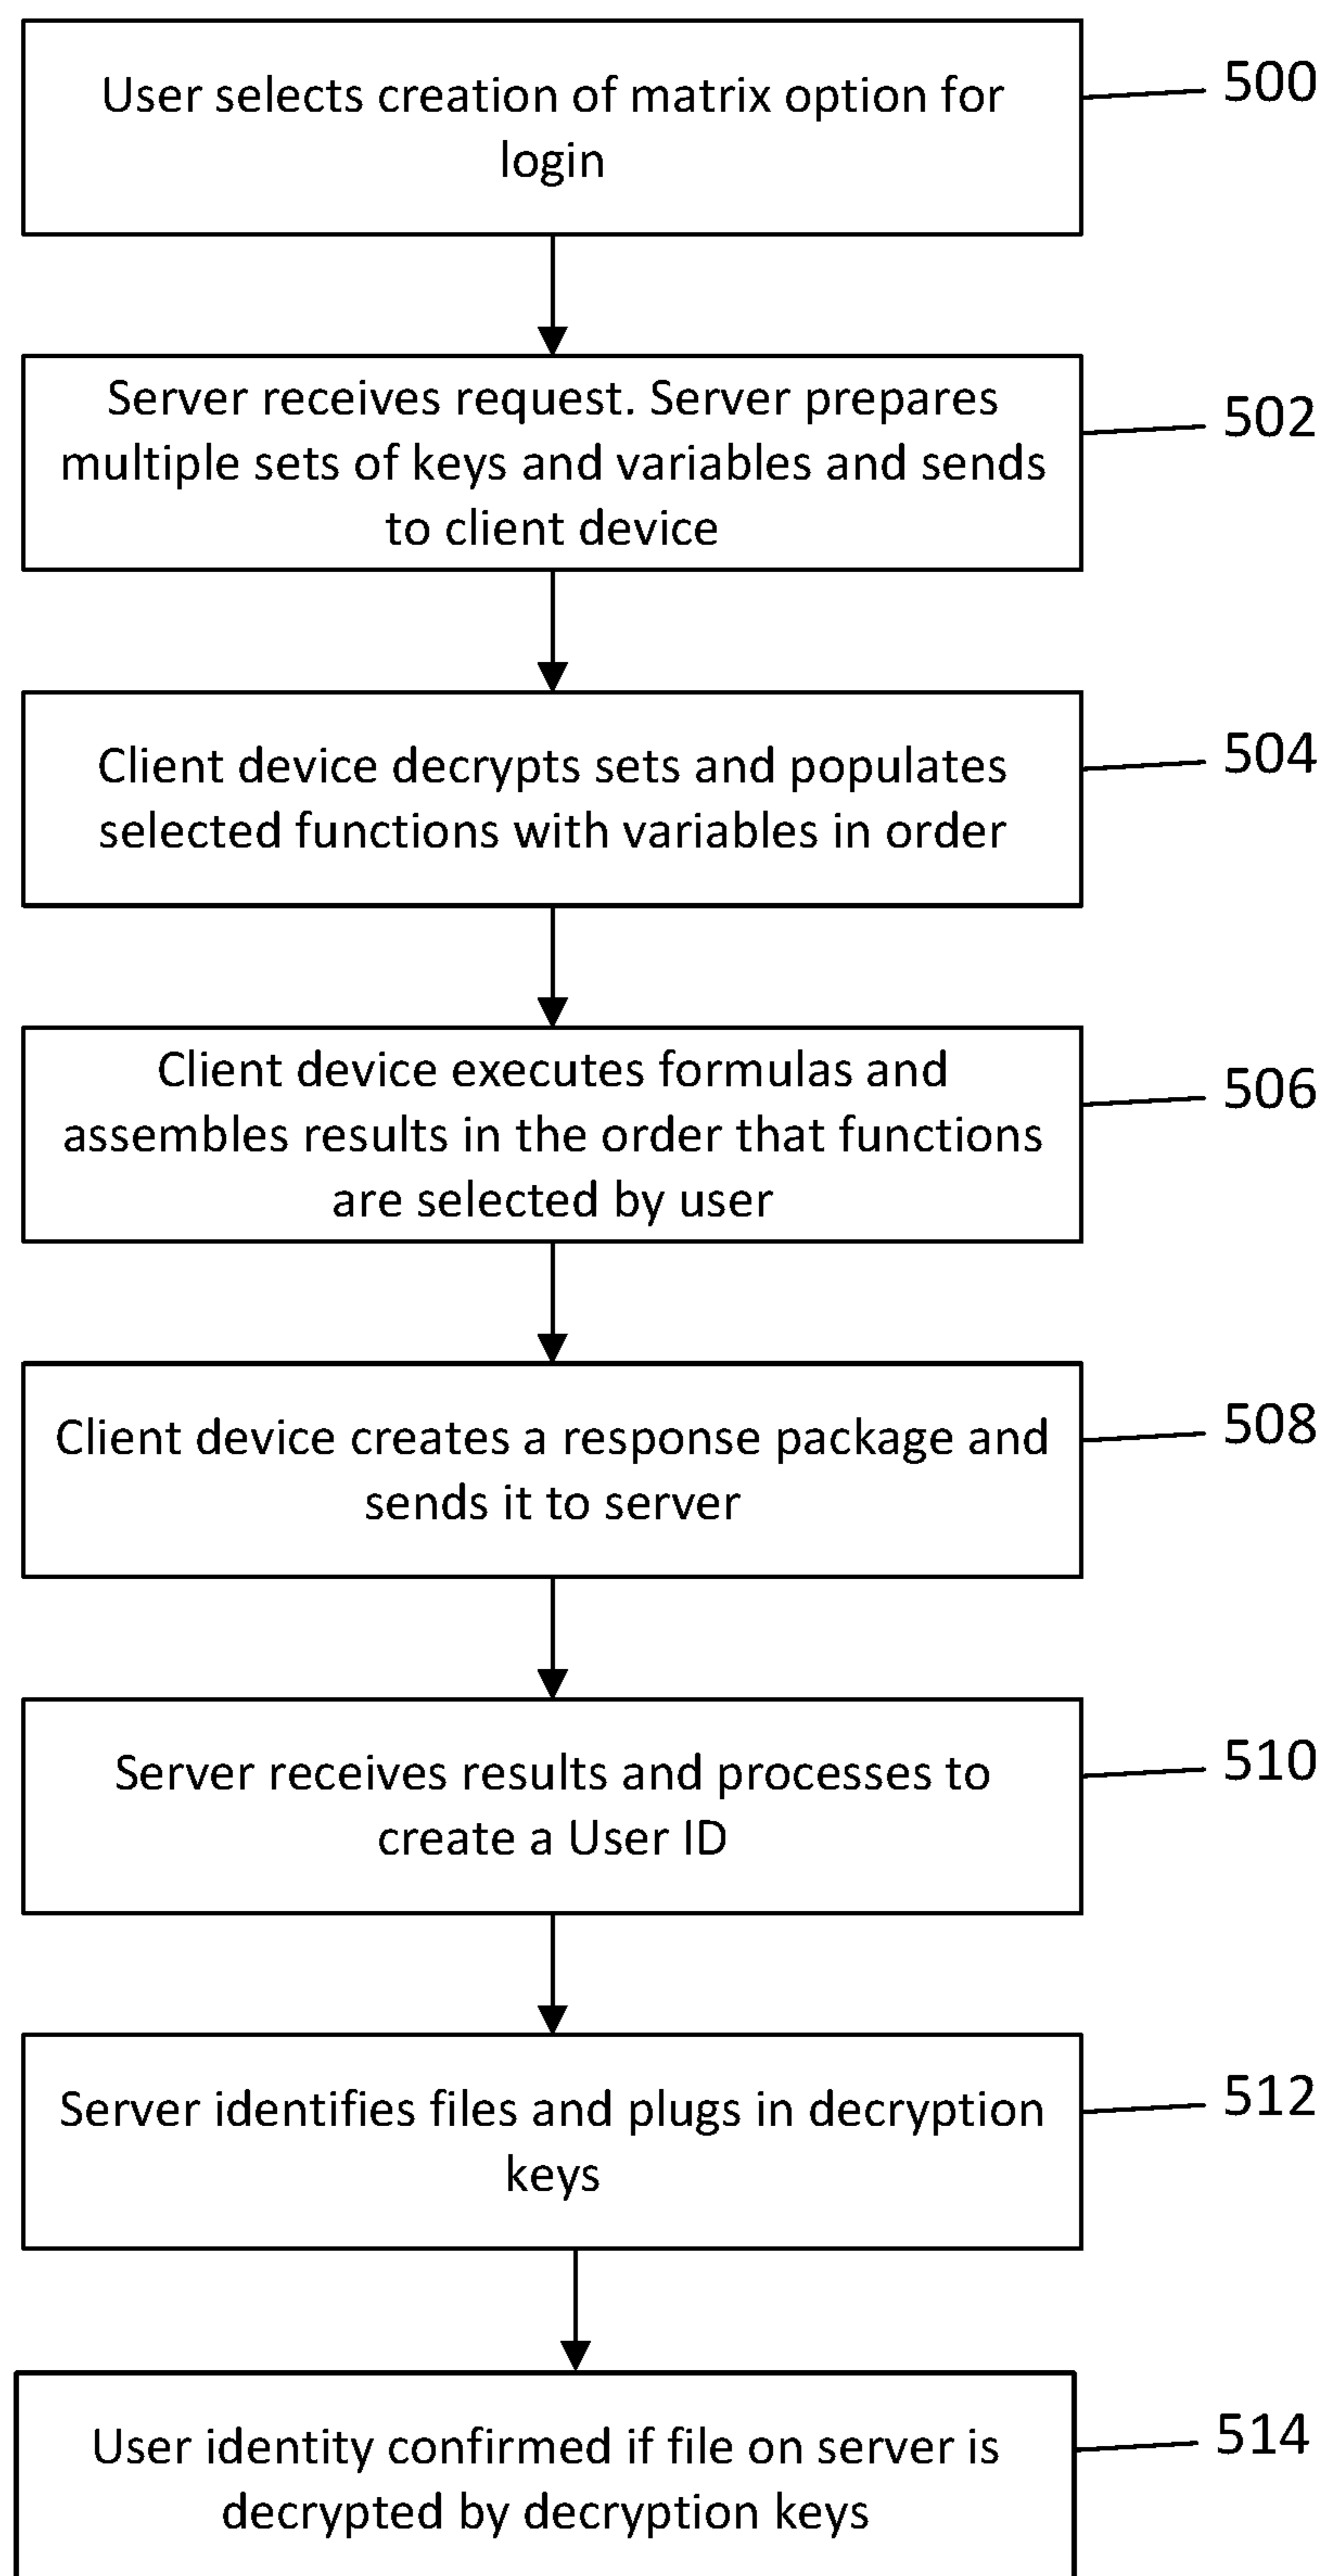 User selects creation of matrix option for
login
500
Server receives request. Server prepares
multiple sets of keys and variables and sends
to client device
502
Client device decrypts sets and populates
selected functions with variables in order
504
Client device executes formulas and
assembles results in the order that functions
are selected by user
506
Client device creates a response package and
sends it to server
508
Server receives results and processes to
create a User ID
510
Server identifies files and plugs in decryption
keys
512
User identity confirmed if file on server is
decrypted by decryption keys
514